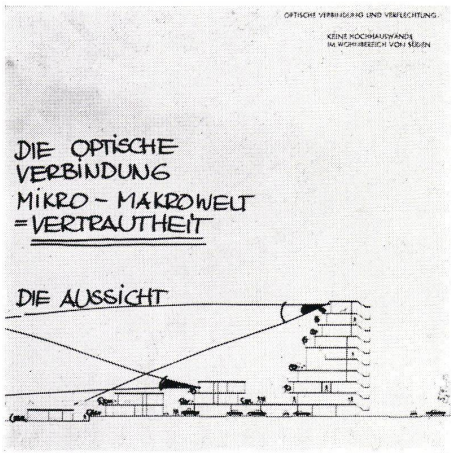 OPTISCHE VERBINDUNG UND VERFLECHTUNG
KEINE HOCHHAUSWÄNDE
IM WOHNBEREICH VON SÜDEN
DIE OPTISCHE
VERBINDUNG
MIKRO – MAKROWELT
= VERTRAUTHEIT
DIE AUSSICHT